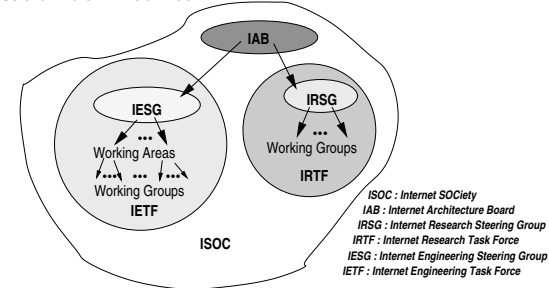 IAB
IESG
IRSG
...
...
Working Areas
Working Groups
... ... ... ...
Working Groups
IRTF
IETF
ISOC
ISOC : Internet SOCiety
IAB : Internet Architecture Board
IRSG : Internet Research Steering Group
IRTF : Internet Research Task Force
IESG : Internet Engineering Steering Group
IETF : Internet Engineering Task Force